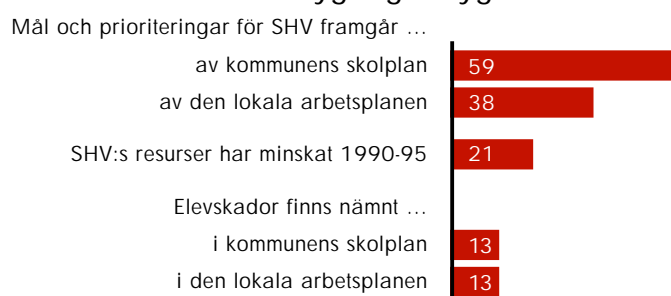 Mål och prioriteringar för SHV framgår ...
av kommunens skolplan 59
av den lokala arbetsplanen 38
SHV:s resurser har minskat 1990-95 21
Elevskador finns nämnt ...
i kommunens skolplan 13
i den lokala arbetsplanen 13